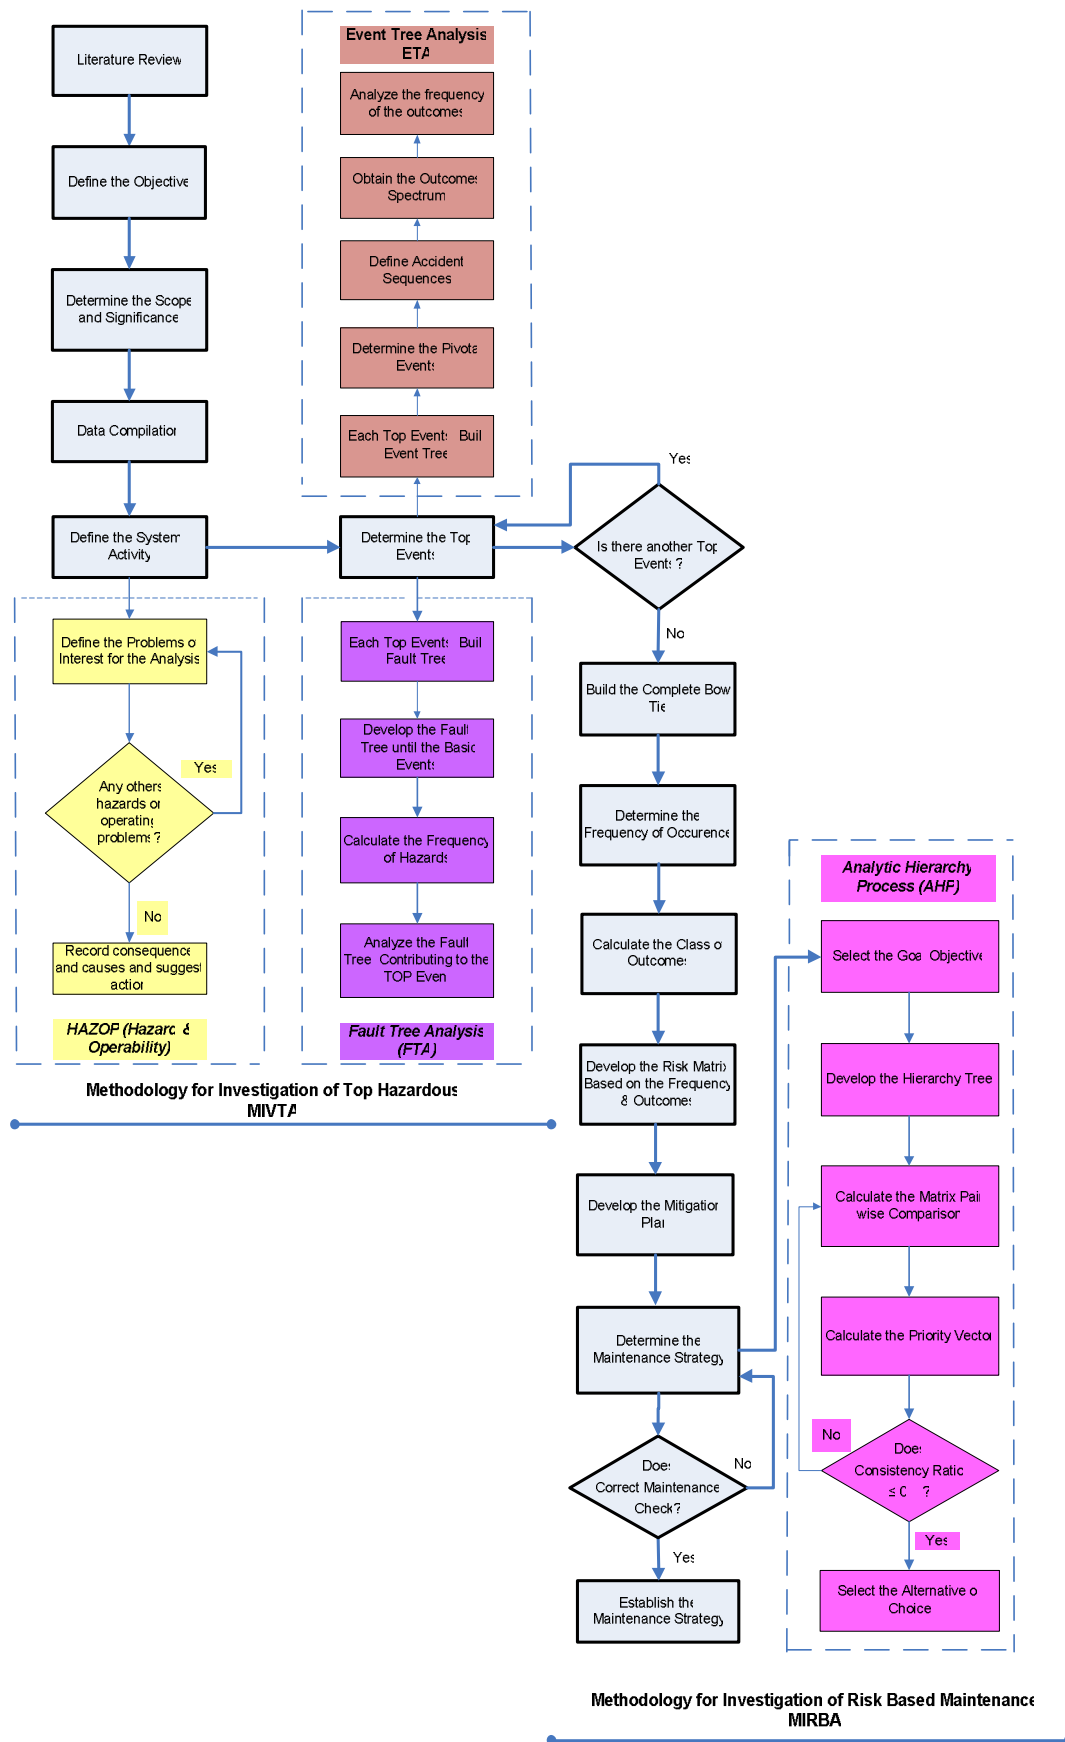 Literature Review
Define the Objective
Determine the Scope
and Significance
Data Compilation
Define the System
Activity
Define the Problems of
Interest for the Analysis
Any others
hazards or
operating
problems?
Yes
No
Record consequence
and causes and suggest
action
HAZOP (Hazard &
Operability)
Event Tree Analysis
ETA
Analyze the frequency
of the outcomes
Obtain the Outcomes
Spectrum
Define Accident
Sequences
Determine the Pivotal
Events
Each Top Events Build
Event Tree
Determine the Top
Events
Each Top Events Build
Fault Tree
Develop the Fault
Tree until the Basic
Events
Calculate the Frequency
of Hazards
Analyze the Fault
Tree Contributing to the
TOP Event
Fault Tree Analysis
(FTA)
Methodology for Investigation of Top Hazardous
MIVTA
Yes
Is there another Top
Events?
No
Build the Complete Bow
Tie
Determine the
Frequency of Occurence
Calculate the Class of
Outcomes
Develop the Risk Matrix
Based on the Frequency
& Outcomes
Develop the Mitigation
Plan
Determine the
Maintenance Strategy
Does
Correct Maintenance
Check?
No
Yes
Establish the
Maintenance Strategy
Analytic Hierarchy
Process (AHP)
Select the Goal Objective
Develop the Hierarchy Tree
Calculate the Matrix Pair
wise Comparison
Calculate the Priority Vector
No
Does
Consistency Ratio
≤ 0 ?
Yes
Select the Alternative of
Choice
Methodology for Investigation of Risk Based Maintenance
MIRBA